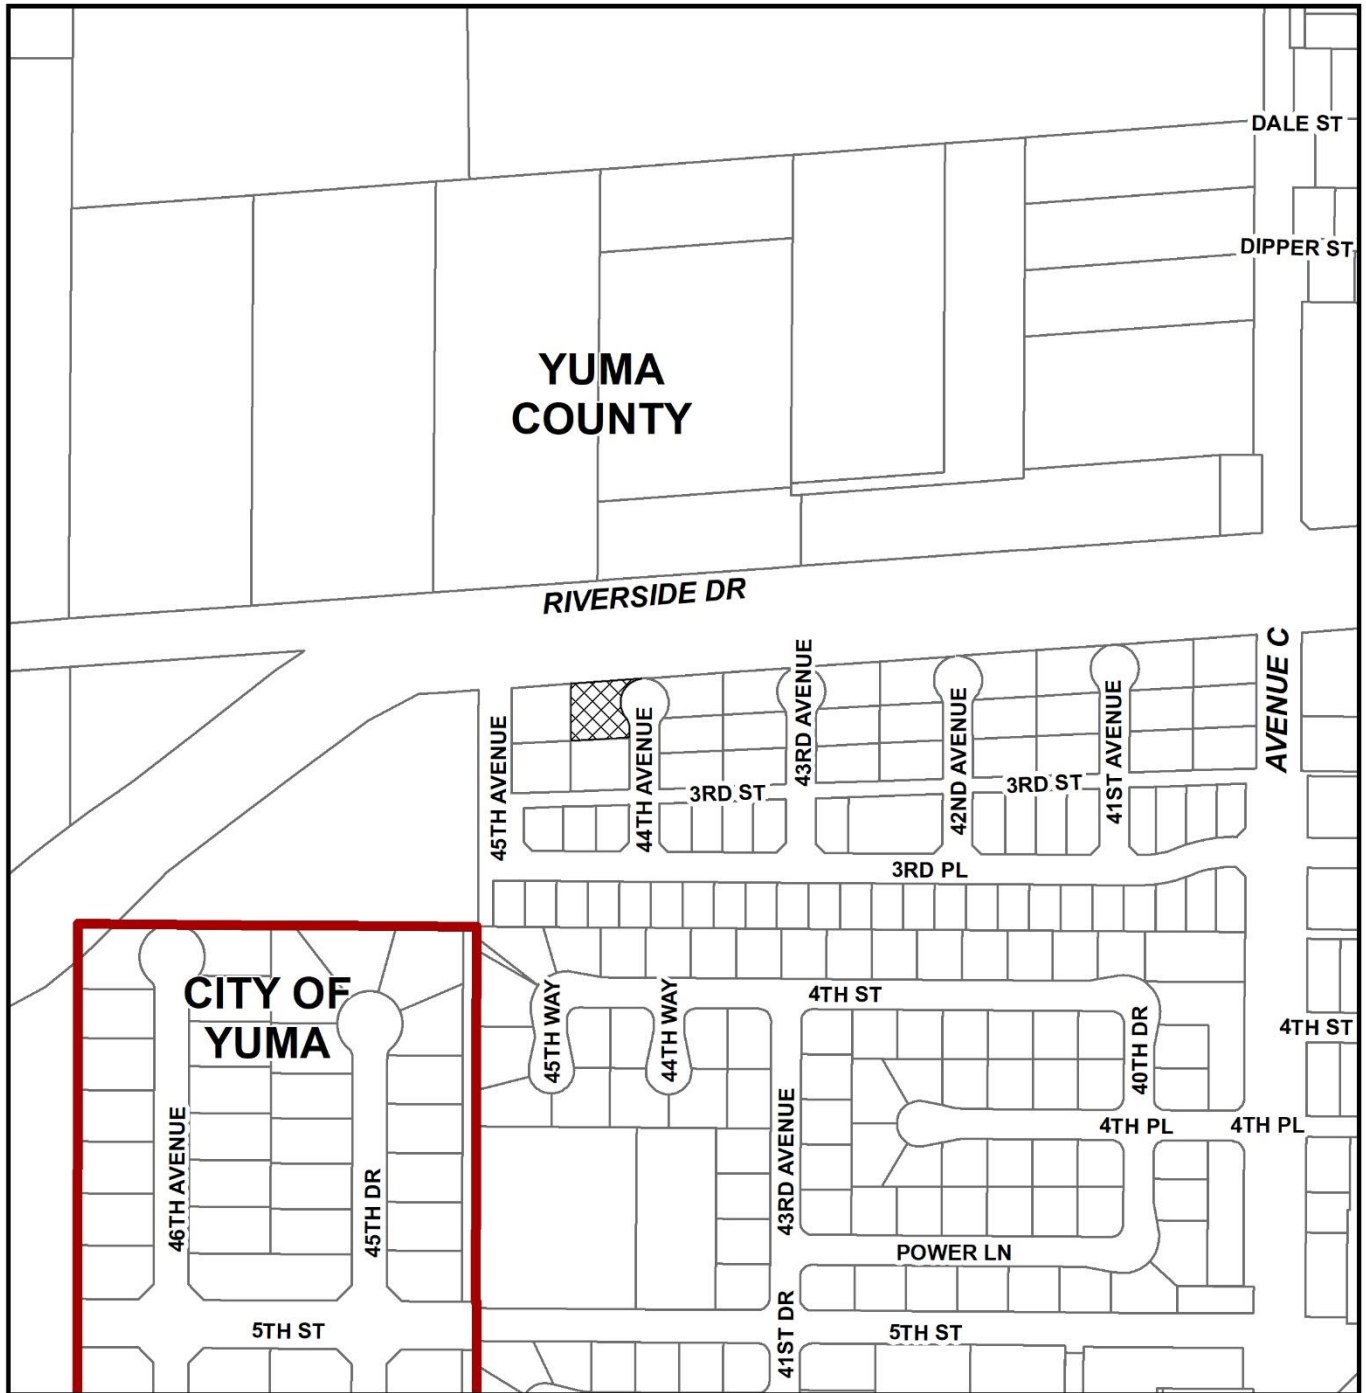 DALE ST
DIPPER ST
YUMA
COUNTY
RIVERSIDE DR
AVENUE C
45TH AVENUE
44TH AVENUE
43RD AVENUE
42ND AVENUE
41ST AVENUE
3RD ST
3RD ST
3RD PL
CITY OF
YUMA
45TH WAY
44TH WAY
4TH ST
40TH DR
4TH ST
46TH AVENUE
45TH DR
43RD AVENUE
4TH PL
4TH PL
POWER LN
5TH ST
41ST DR
5TH ST